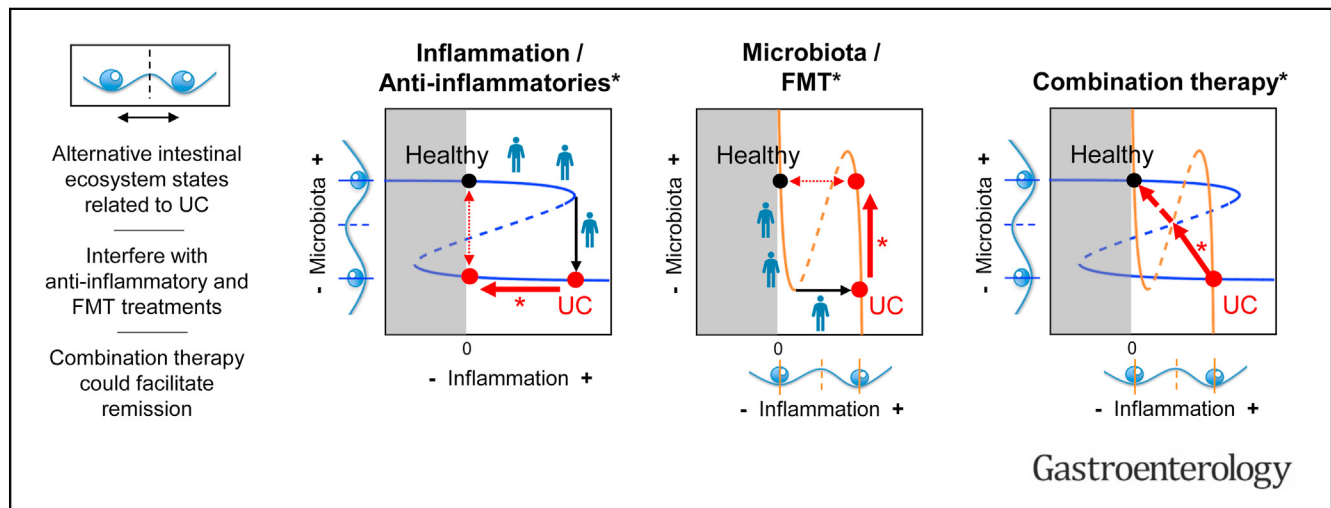 Alternative intestinal
ecosystem states
related to UC
Interfere with
anti-inflammatory and
FMT treatments
Combination therapy
could facilitate
remission
Inflammation /
Anti-inflammatories*
- Microbiota +
Healthy
*
UC
0
- Inflammation +
Microbiota /
FMT*
- Microbiota +
Healthy
*
UC
0
- Inflammation +
Combination therapy*
- Microbiota +
Healthy
*
UC
0
- Inflammation +
Gastroenterology